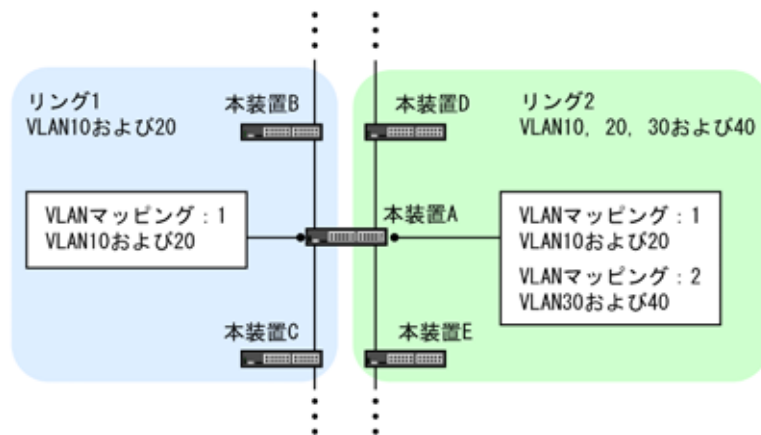 リング1
VLAN10および20
本装置B
本装置D
リング2
VLAN10, 20, 30および40
VLANマッピング：1
VLAN10および20
本装置A
VLANマッピング：1
VLAN10および20
VLANマッピング：2
VLAN30および40
本装置C
本装置E